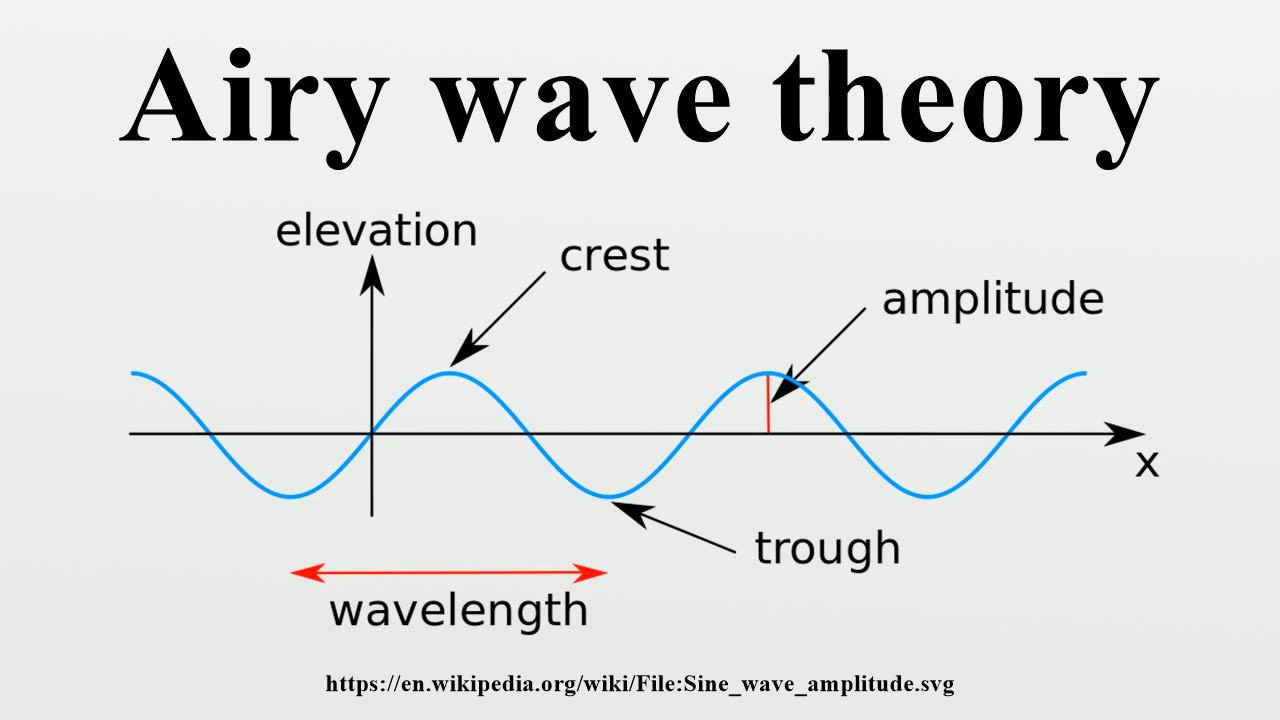 Airy wave theory
elevation
crest
amplitude
x
trough
wavelength
https://en.wikipedia.org/wiki/File:Sine_wave_amplitude.svg